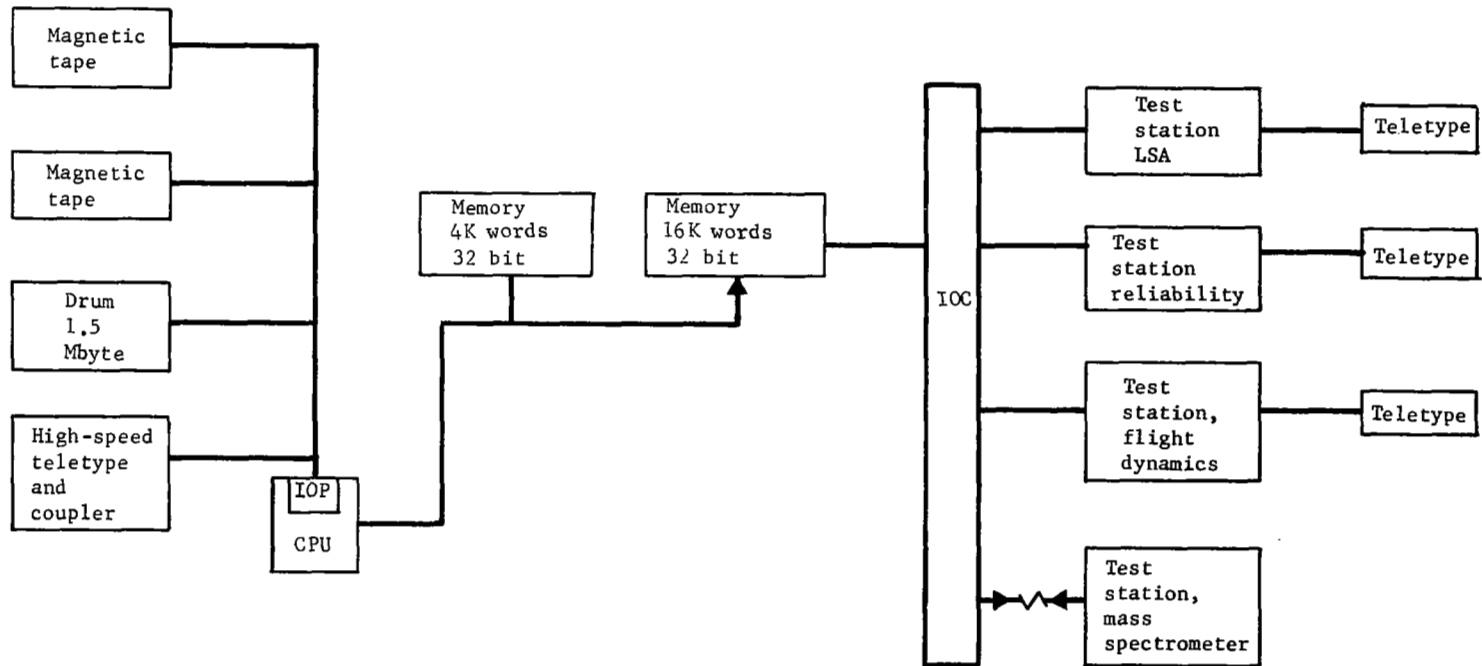 Magnetic
tape
Magnetic
tape
Drum
1.5
Mbyte
High-speed
teletype
and
coupler
IOP
CPU
Memory
4K words
32 bit
Memory
16K words
32 bit
IOC
Test
station
LSA
Teletype
Test
station
reliability
Teletype
Test
station,
flight
dynamics
Teletype
Test
station,
mass
spectrometer